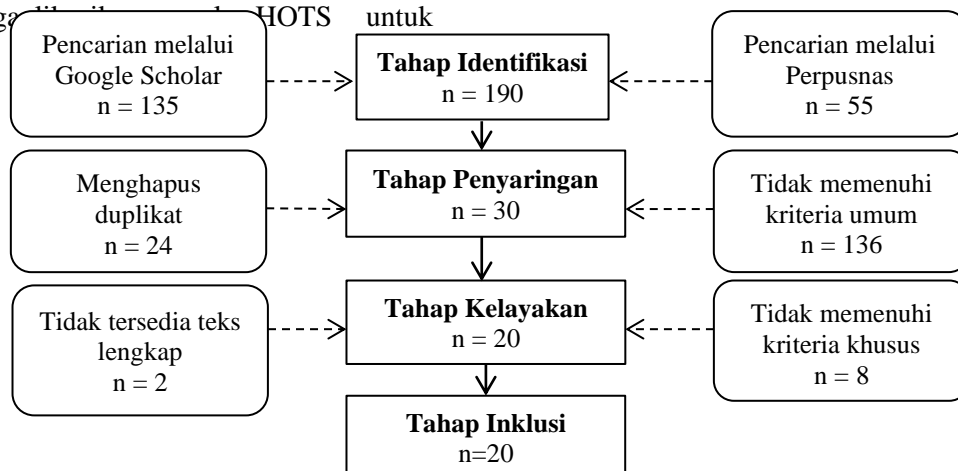 HOTS untuk
Pencarian melalui
Google Scholar
n = 135
Tahap Identifikasi
n = 190
Pencarian melalui
Perpusnas
n = 55
Menghapus
duplikat
n = 24
Tahap Penyaringan
n = 30
Tidak memenuhi
kriteria umum
n = 136
Tidak tersedia teks
lengkap
n = 2
Tahap Kelayakan
n = 20
Tidak memenuhi
kriteria khusus
n = 8
Tahap Inklusi
n=20